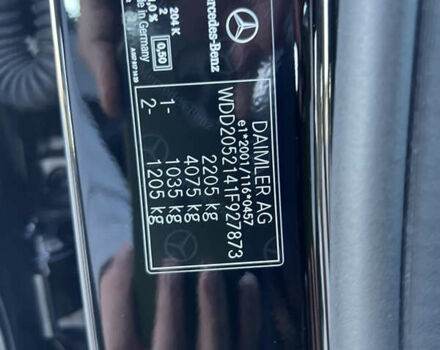 DAIMLER AG
e1*2001/116*0457
WDD2052141F927873
2205 kg
4075 kg
1- 1035 kg
2- 1205 kg
Mercedes-Benz
204 K
2
0,50
Made in Germany